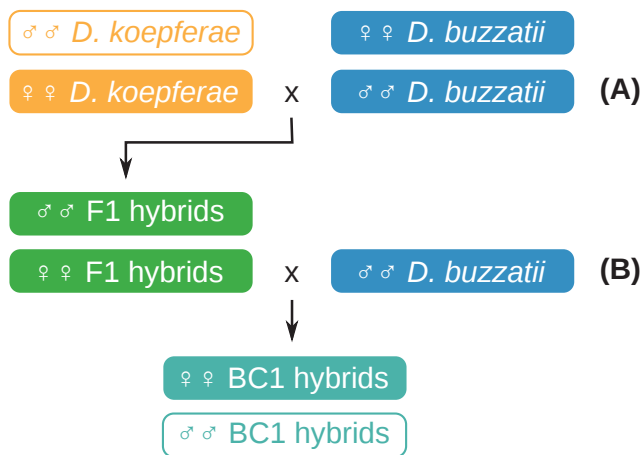 ♂♂ D. koepferae
♀♀ D. buzzatii
♀♀ D. koepferae x ♂♂ D. buzzatii (A)
♂♂ F1 hybrids
♀♀ F1 hybrids x ♂♂ D. buzzatii (B)
♀♀ BC1 hybrids
♂♂ BC1 hybrids